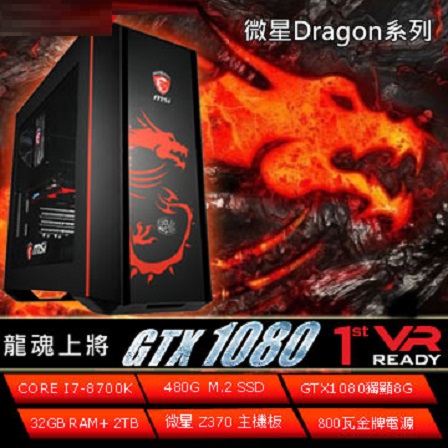 微星Dragon系列
msi
msi
龍魂上將 GTX 1080 1st VR READY
CORE I7-8700K 480G M.2 SSD GTX1080獨顯8G
32GB RAM+ 2TB 微星 Z370 主機板 800瓦金牌電源